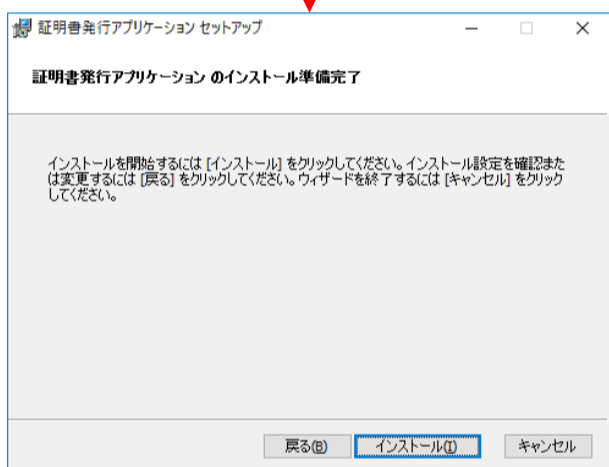 証明書発行アプリケーション セットアップ
証明書発行アプリケーション のインストール準備完了
インストールを開始するには [インストール] をクリックしてください。インストール設定を確認また
は変更するには [戻る] をクリックしてください。ウィザードを終了するには [キャンセル] をクリック
してください。
戻る(B) インストール(I) キャンセル